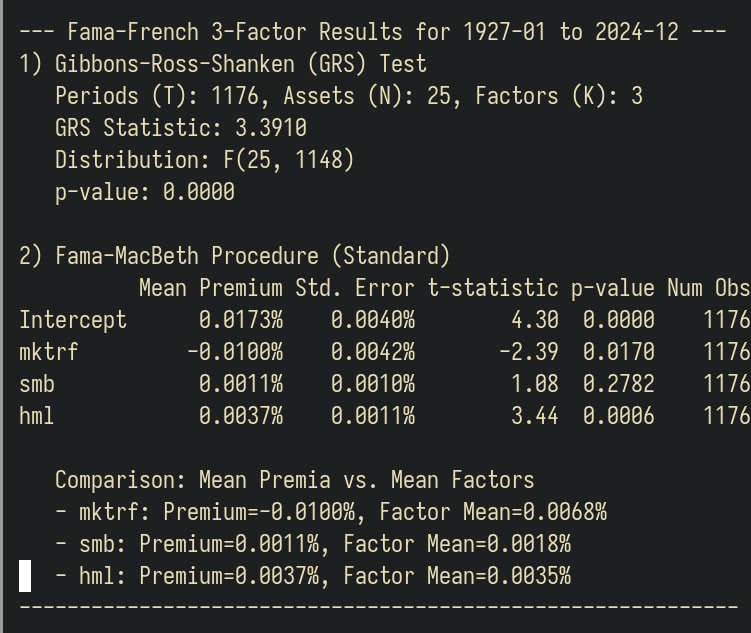 --- Fama-French 3-Factor Results for 1927-01 to 2024-12 ---
1) Gibbons-Ross-Shanken (GRS) Test
   Periods (T): 1176, Assets (N): 25, Factors (K): 3
   GRS Statistic: 3.3910
   Distribution: F(25, 1148)
   p-value: 0.0000

2) Fama-MacBeth Procedure (Standard)
          Mean Premium Std. Error t-statistic p-value Num Obs
Intercept      0.0173%    0.0040%        4.30  0.0000    1176
mktrf         -0.0100%    0.0042%       -2.39  0.0170    1176
smb            0.0011%    0.0010%        1.08  0.2782    1176
hml            0.0037%    0.0011%        3.44  0.0006    1176

   Comparison: Mean Premia vs. Mean Factors
   - mktrf: Premium=-0.0100%, Factor Mean=0.0068%
   - smb: Premium=0.0011%, Factor Mean=0.0018%
   - hml: Premium=0.0037%, Factor Mean=0.0035%
------------------------------------------------------------